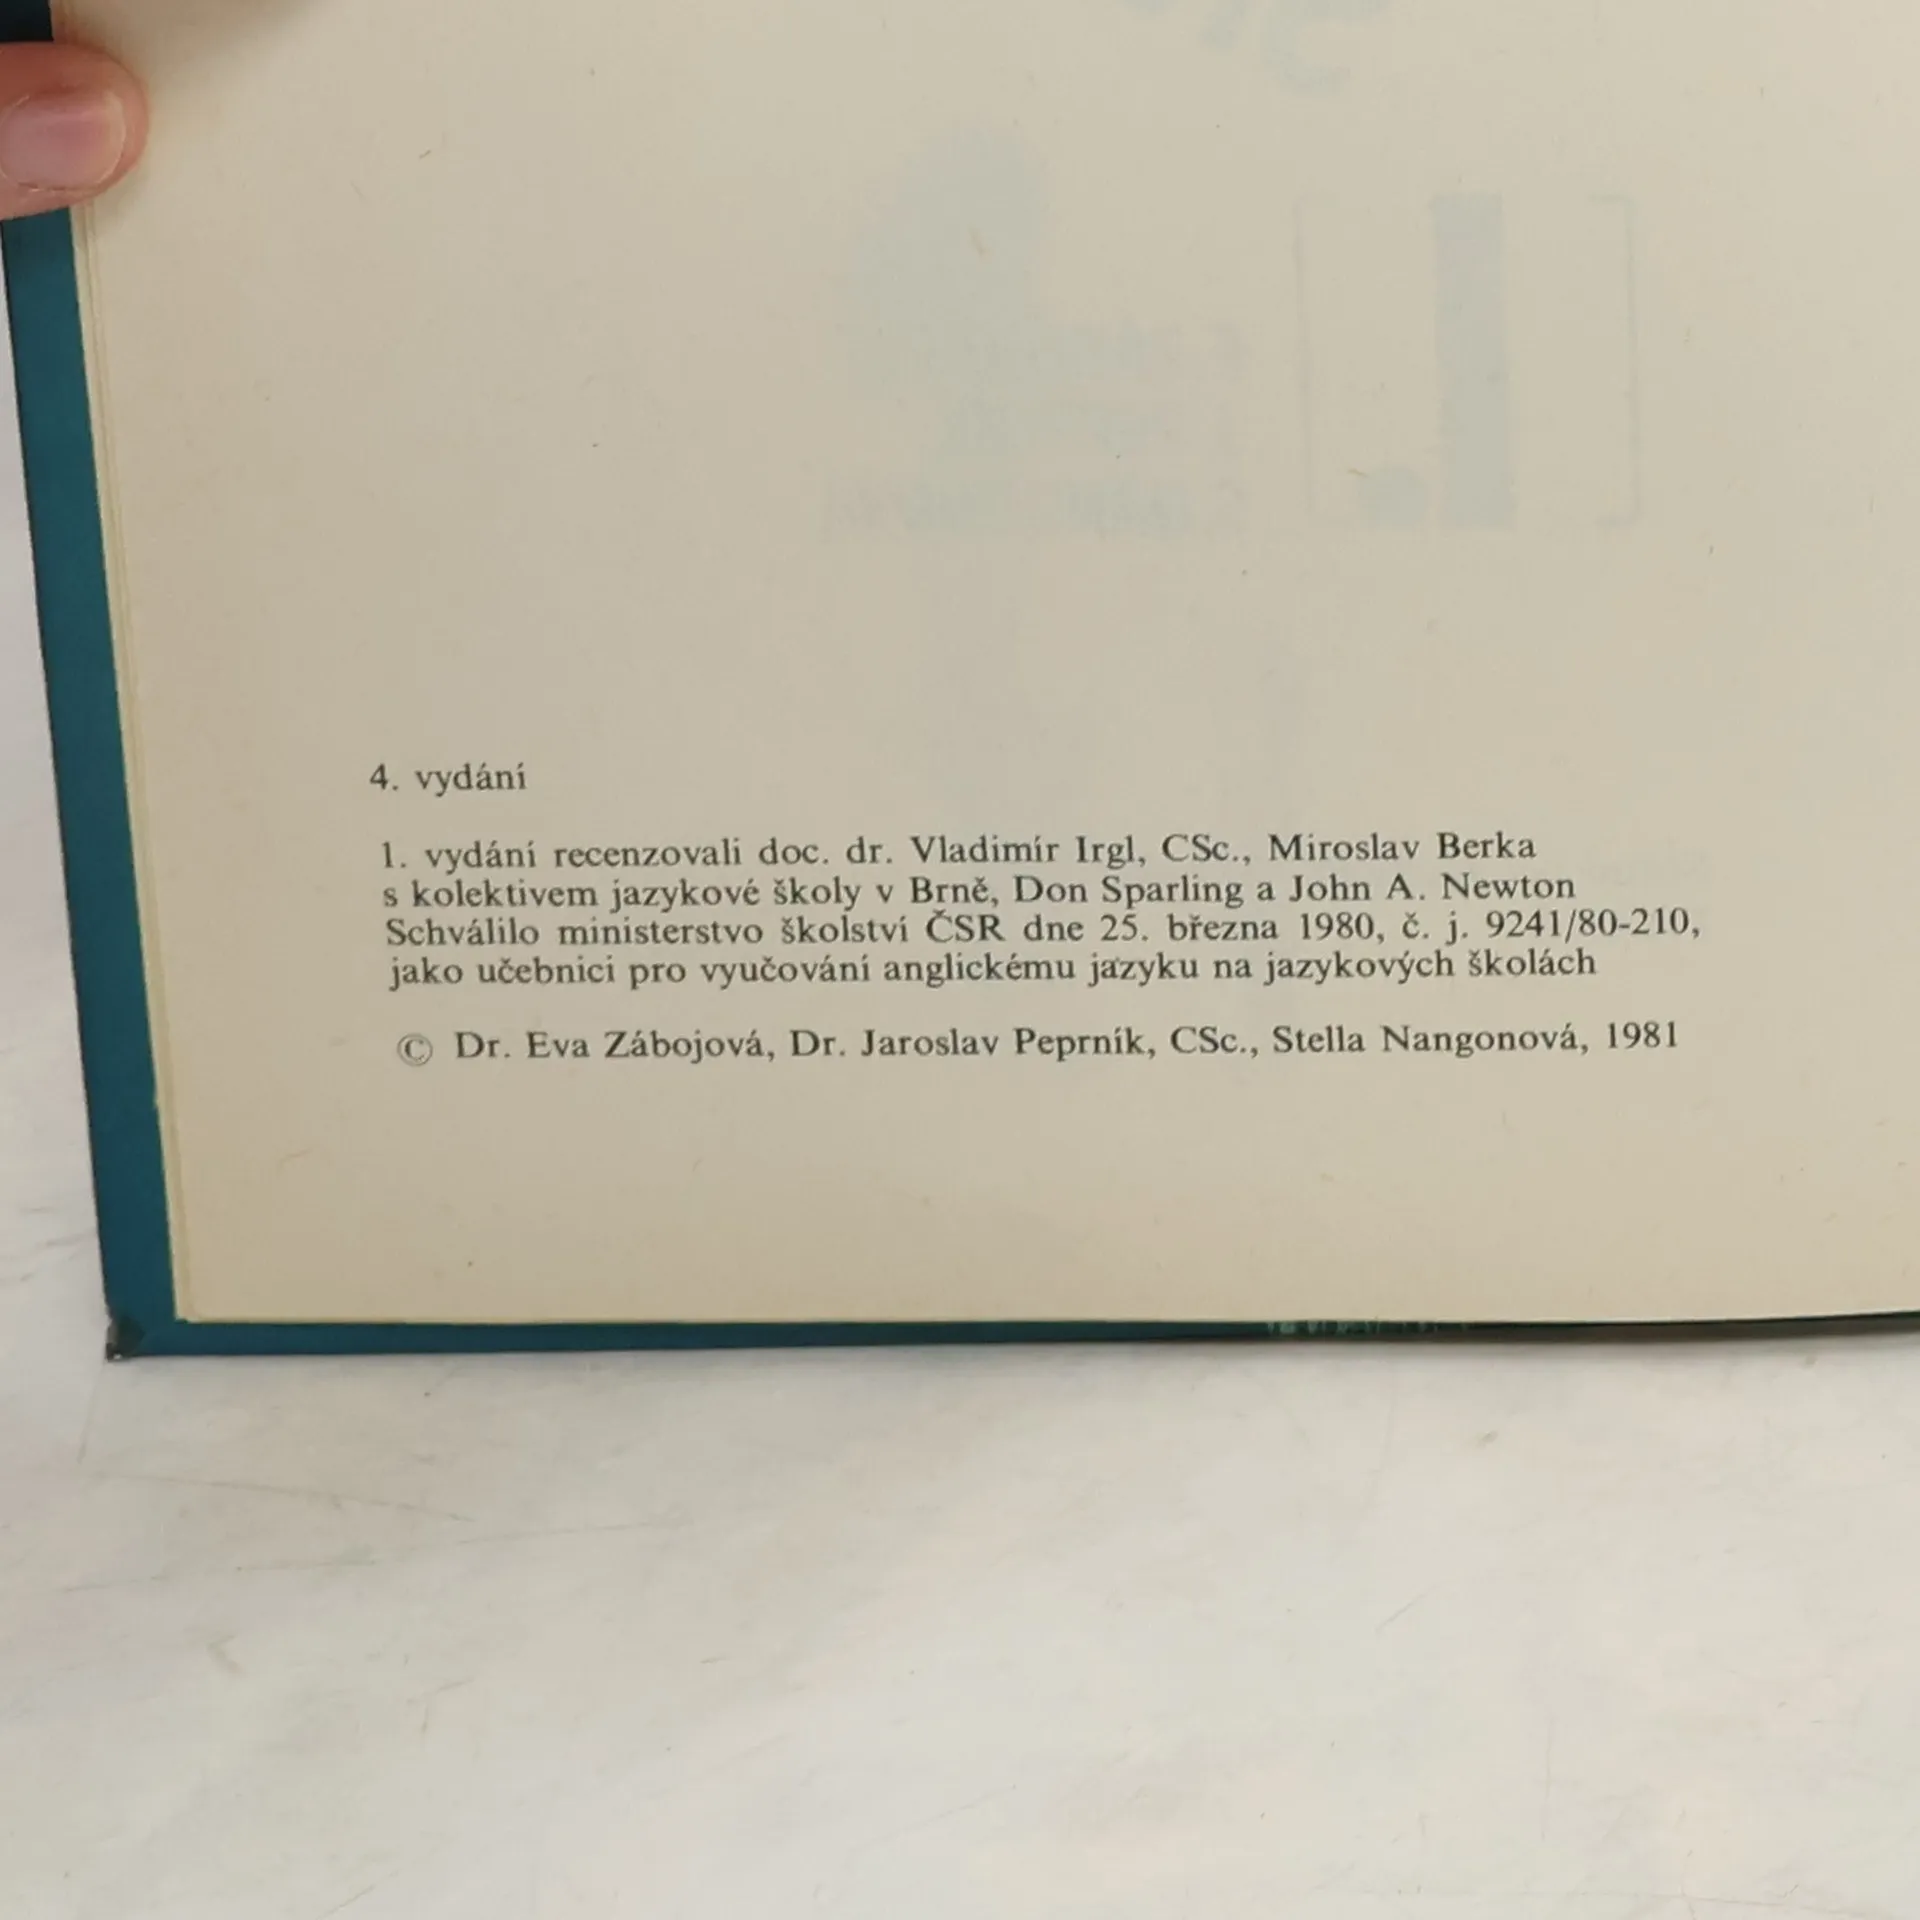 4. vydání
1. vydání recenzovali doc. dr. Vladimír Irgl, CSc., Miroslav Berka
s kolektivem jazykové školy v Brně, Don Sparling a John A. Newton
Schválilo ministerstvo školství ČSR dne 25. března 1980, č. j. 9241/80-210,
jako učebnici pro vyučování anglickému jazyku na jazykových školách
© Dr. Eva Zábojová, Dr. Jaroslav Peprník, CSc., Stella Nangonová, 1981